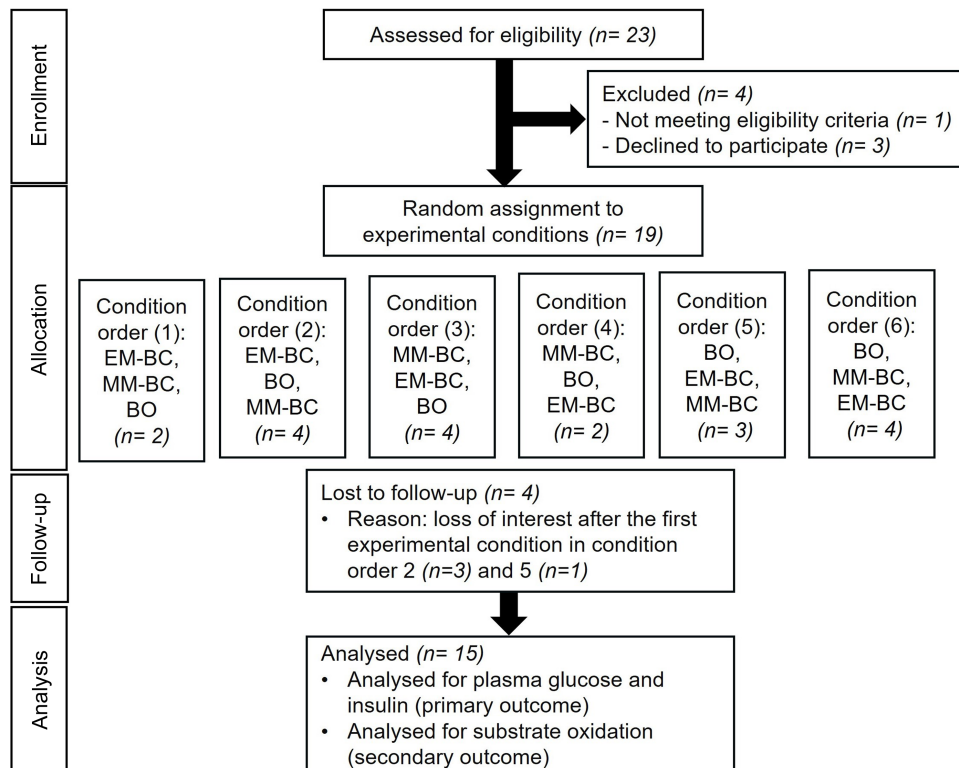 Enrollment
Assessed for eligibility (n= 23)
Excluded (n= 4)
- Not meeting eligibility criteria (n= 1)
- Declined to participate (n= 3)
Allocation
Random assignment to
experimental conditions (n= 19)
Condition
order (1):
EM-BC,
MM-BC,
BO
(n= 2)
Condition
order (2):
EM-BC,
BO,
MM-BC
(n= 4)
Condition
order (3):
MM-BC,
EM-BC,
BO
(n= 4)
Condition
order (4):
MM-BC,
BO,
EM-BC
(n= 2)
Condition
order (5):
BO,
EM-BC,
MM-BC
(n= 3)
Condition
order (6):
BO,
MM-BC,
EM-BC
(n= 4)
Follow-up
Lost to follow-up (n= 4)
• Reason: loss of interest after the first
experimental condition in condition
order 2 (n=3) and 5 (n=1)
Analysis
Analysed (n= 15)
• Analysed for plasma glucose and
insulin (primary outcome)
• Analysed for substrate oxidation
(secondary outcome)